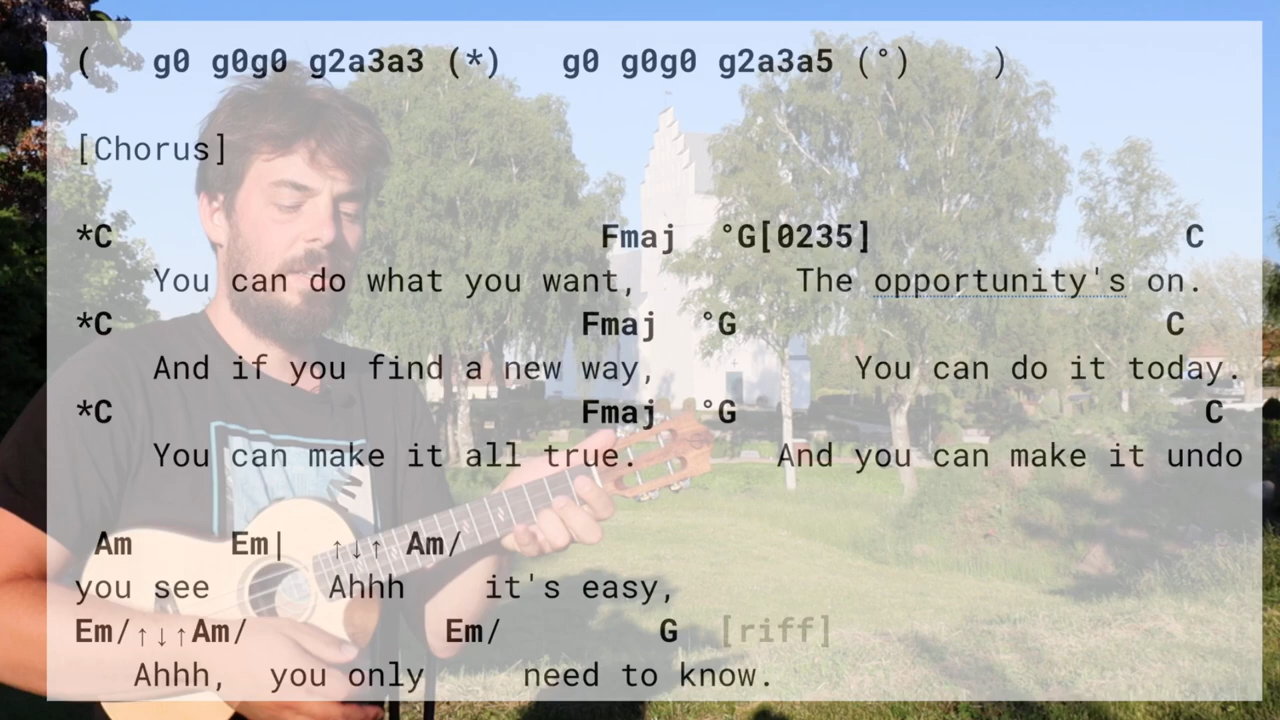 (   g0 g0g0 g2a3a3 (*)   g0 g0g0 g2a3a5 (°)    )
[Chorus]
*C                         Fmaj  °G[0235]                C
You can do what you want,        The opportunity's on.
*C                        Fmaj  °G                      C
And if you find a new way,          You can do it today.
*C                        Fmaj  °G                        C
You can make it all true.       And you can make it undo
Am     Em|  ↑↓↑ Am/
you see      Ahhh    it's easy,
Em/↑↓↑Am/          Em/        G  [riff]
Ahhh,  you only     need to know.